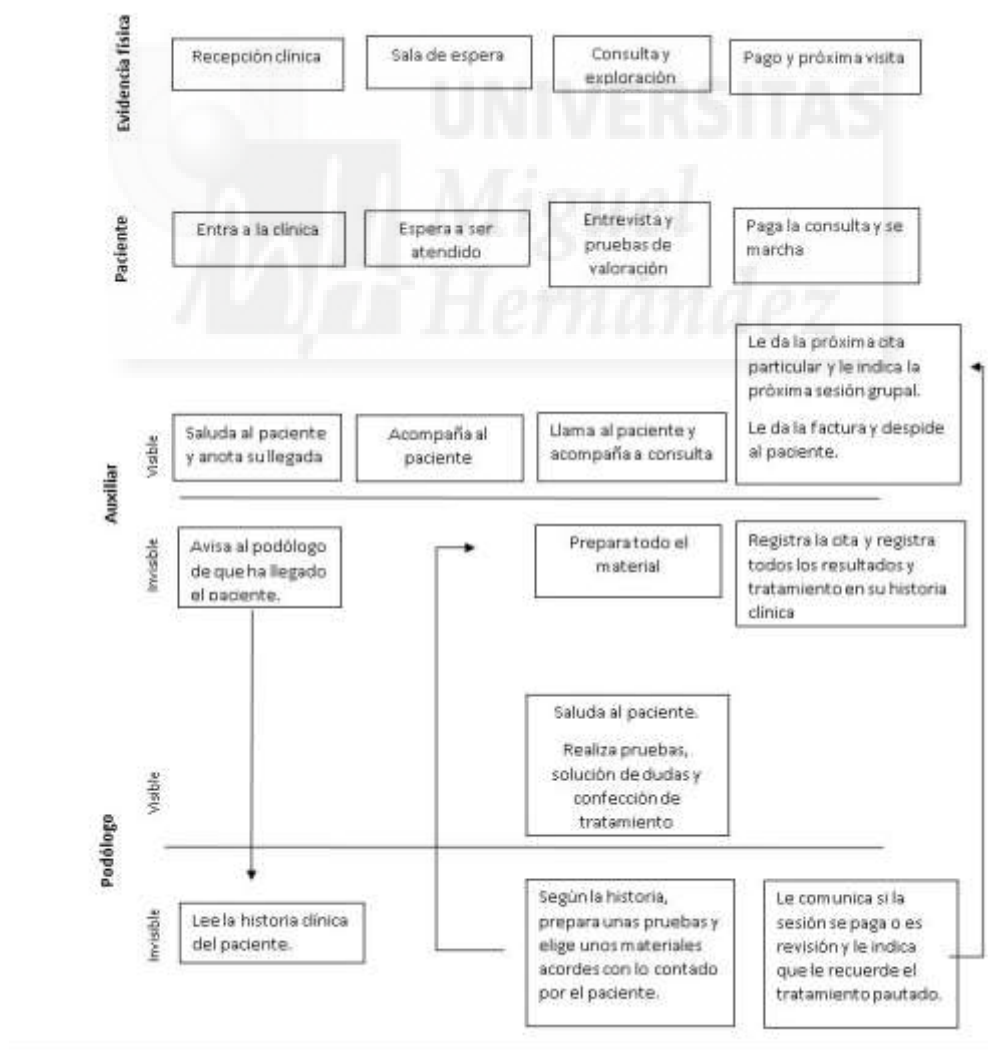 Evidencia física
Recepción clínica
Sala de espera
Consulta y
exploración
Pago y próxima visita
UNIVERSITAS
Miguel
Hernández
Paciente
Entra a la clínica
Espera a ser
atendido
Entrevista y
pruebas de
valoración
Paga la consulta y se
marcha
Auxiliar
Visible
Saluda al paciente
y anota su llegada
Acompaña al
paciente
Llama al paciente y
acompaña a consulta
Le da la próxima cita
particular y le indica la
próxima sesión grupal.
Le da la factura y despide
al paciente.
Invisible
Avisa al podólogo
de que ha llegado
el paciente.
Prepara todo el
material
Registra la cita y registra
todos los resultados y
tratamiento en su historia
clínica
Podólogo
Visible
Saluda al paciente.
Realiza pruebas,
solución de dudas y
confección de
tratamiento
Invisible
Lee la historia clínica
del paciente.
Según la historia,
prepara unas pruebas y
elige unos materiales
acordes con lo contado
por el paciente.
Le comunica si la
sesión se paga o es
revisión y le indica
que le recuerde el
tratamiento pautado.